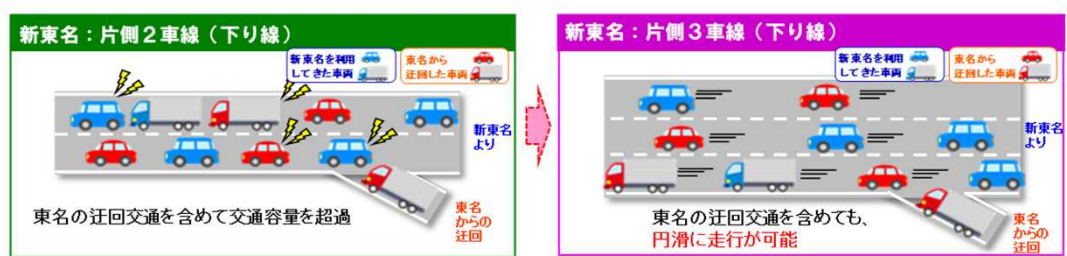 新東名：片側２車線（下り線）
新東名を利用
してきた車両
東名から
迂回した車両
新東名
より
東名
からの
迂回
東名の迂回交通を含めて交通容量を超過
新東名：片側３車線（下り線）
新東名を利用
してきた車両
東名から
迂回した車両
新東名
より
東名
からの
迂回
東名の迂回交通を含めても、
円滑に走行が可能